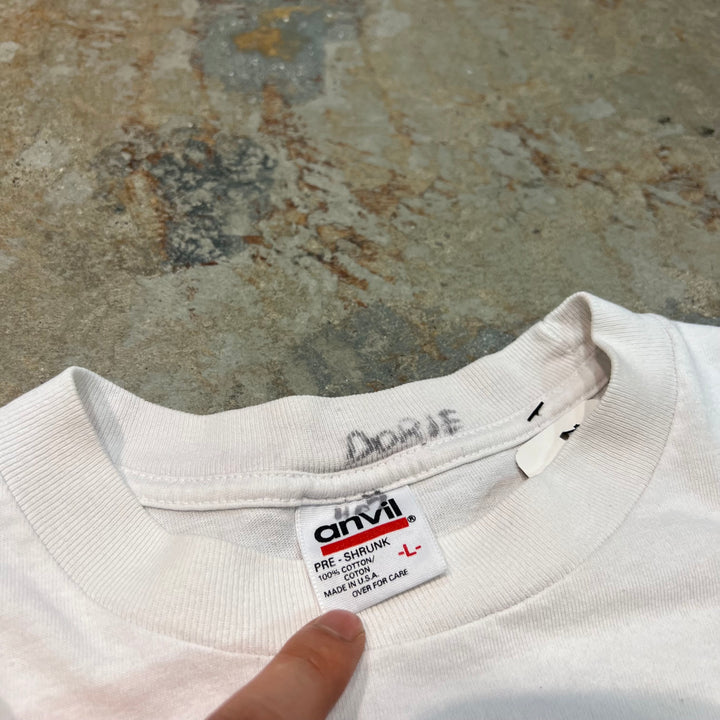 DORIE
anvil®
PRE - SHRUNK
-L-
100% COTTON/
COTON
MADE IN U.S.A.
OVER FOR CARE